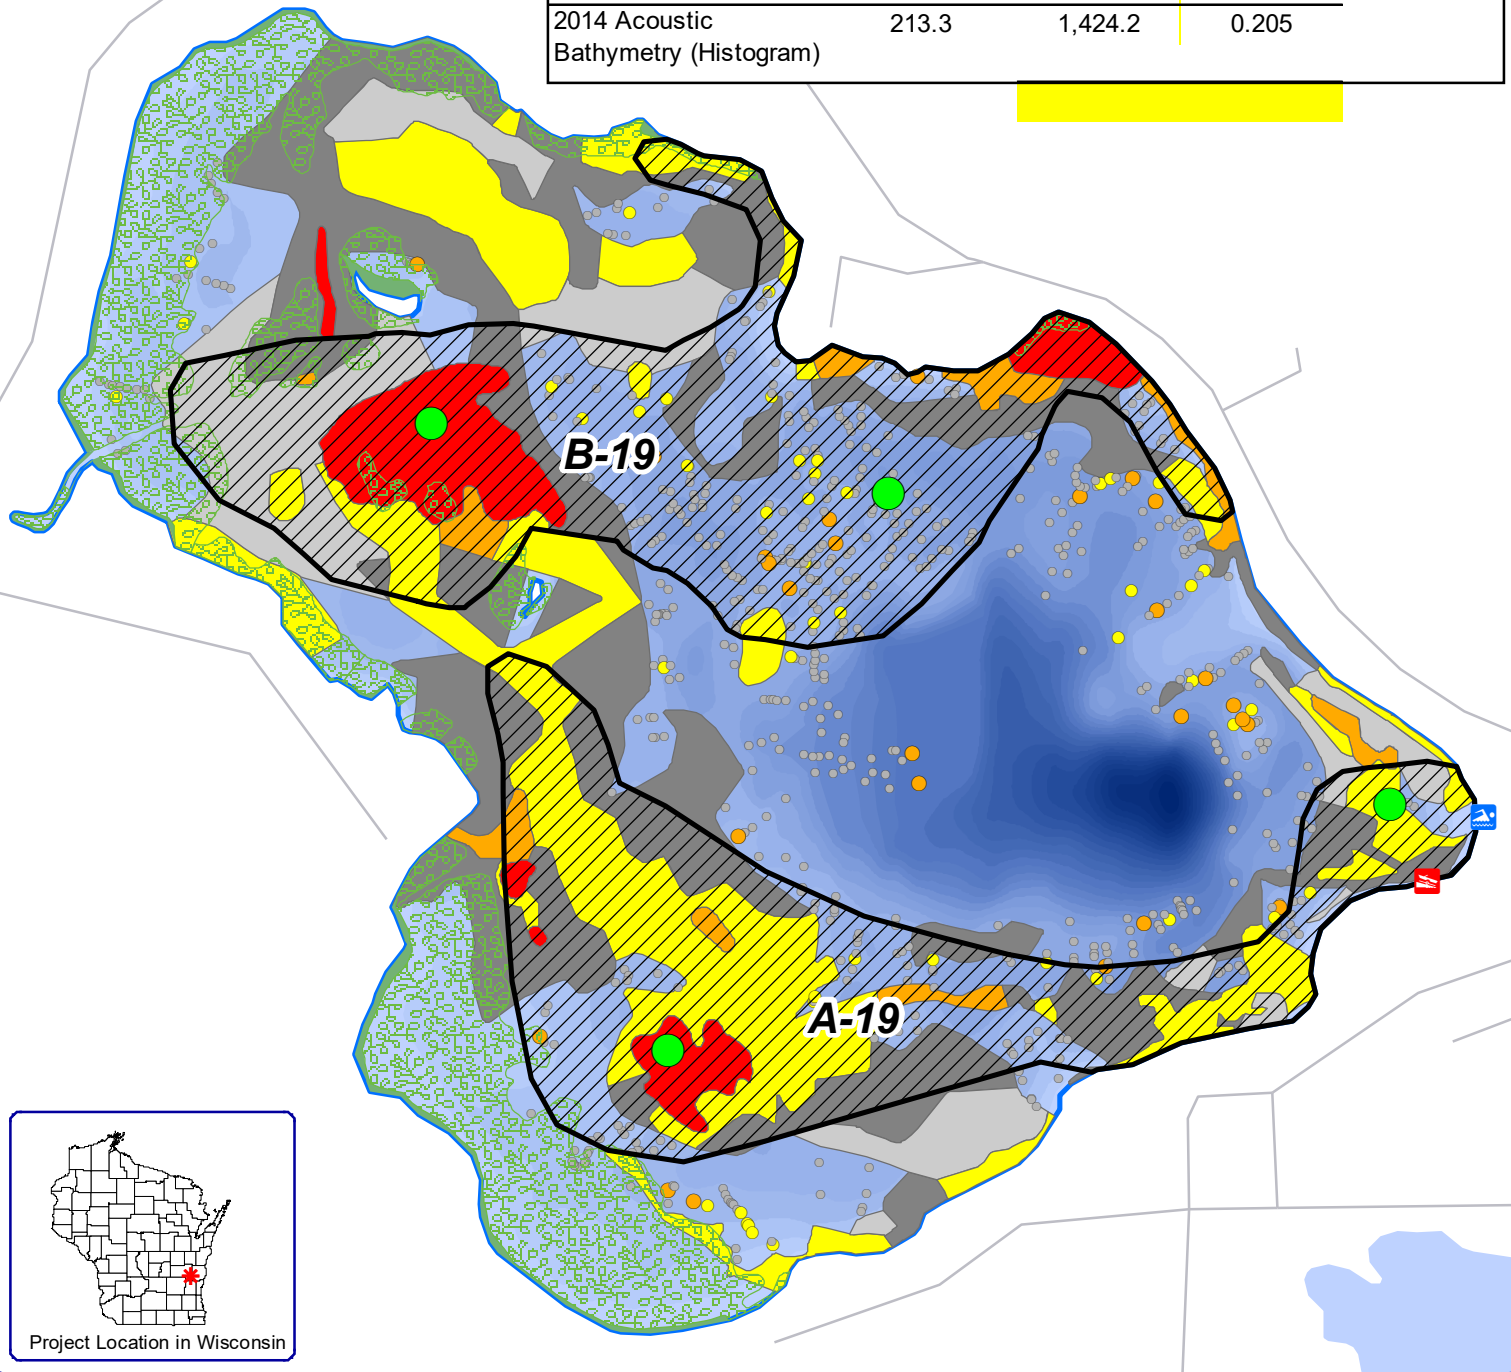 2014 Acoustic 213.3 1,424.2 0.205
Bathymetry (Histogram)
B-19
A-19
Project Location in Wisconsin